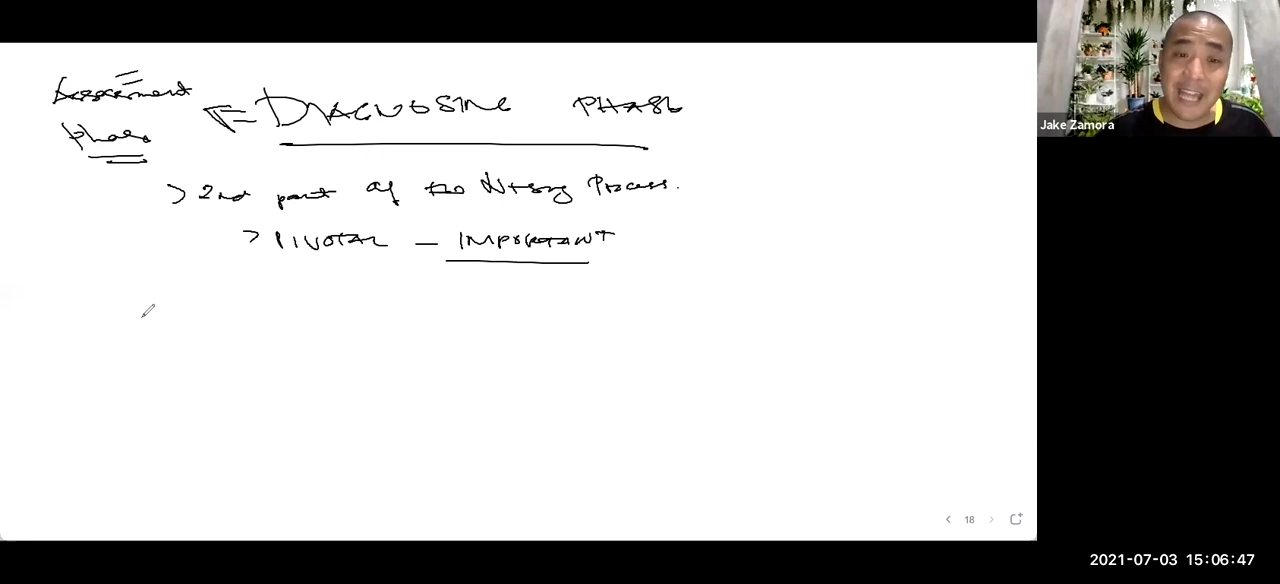 Assessment
phase
DIAGNOSING PHASE
> 2nd part of the Nursing Process.
> PIVOTAL — IMPORTANT
Jake Zamora
< 18 >
2021-07-03 15:06:47